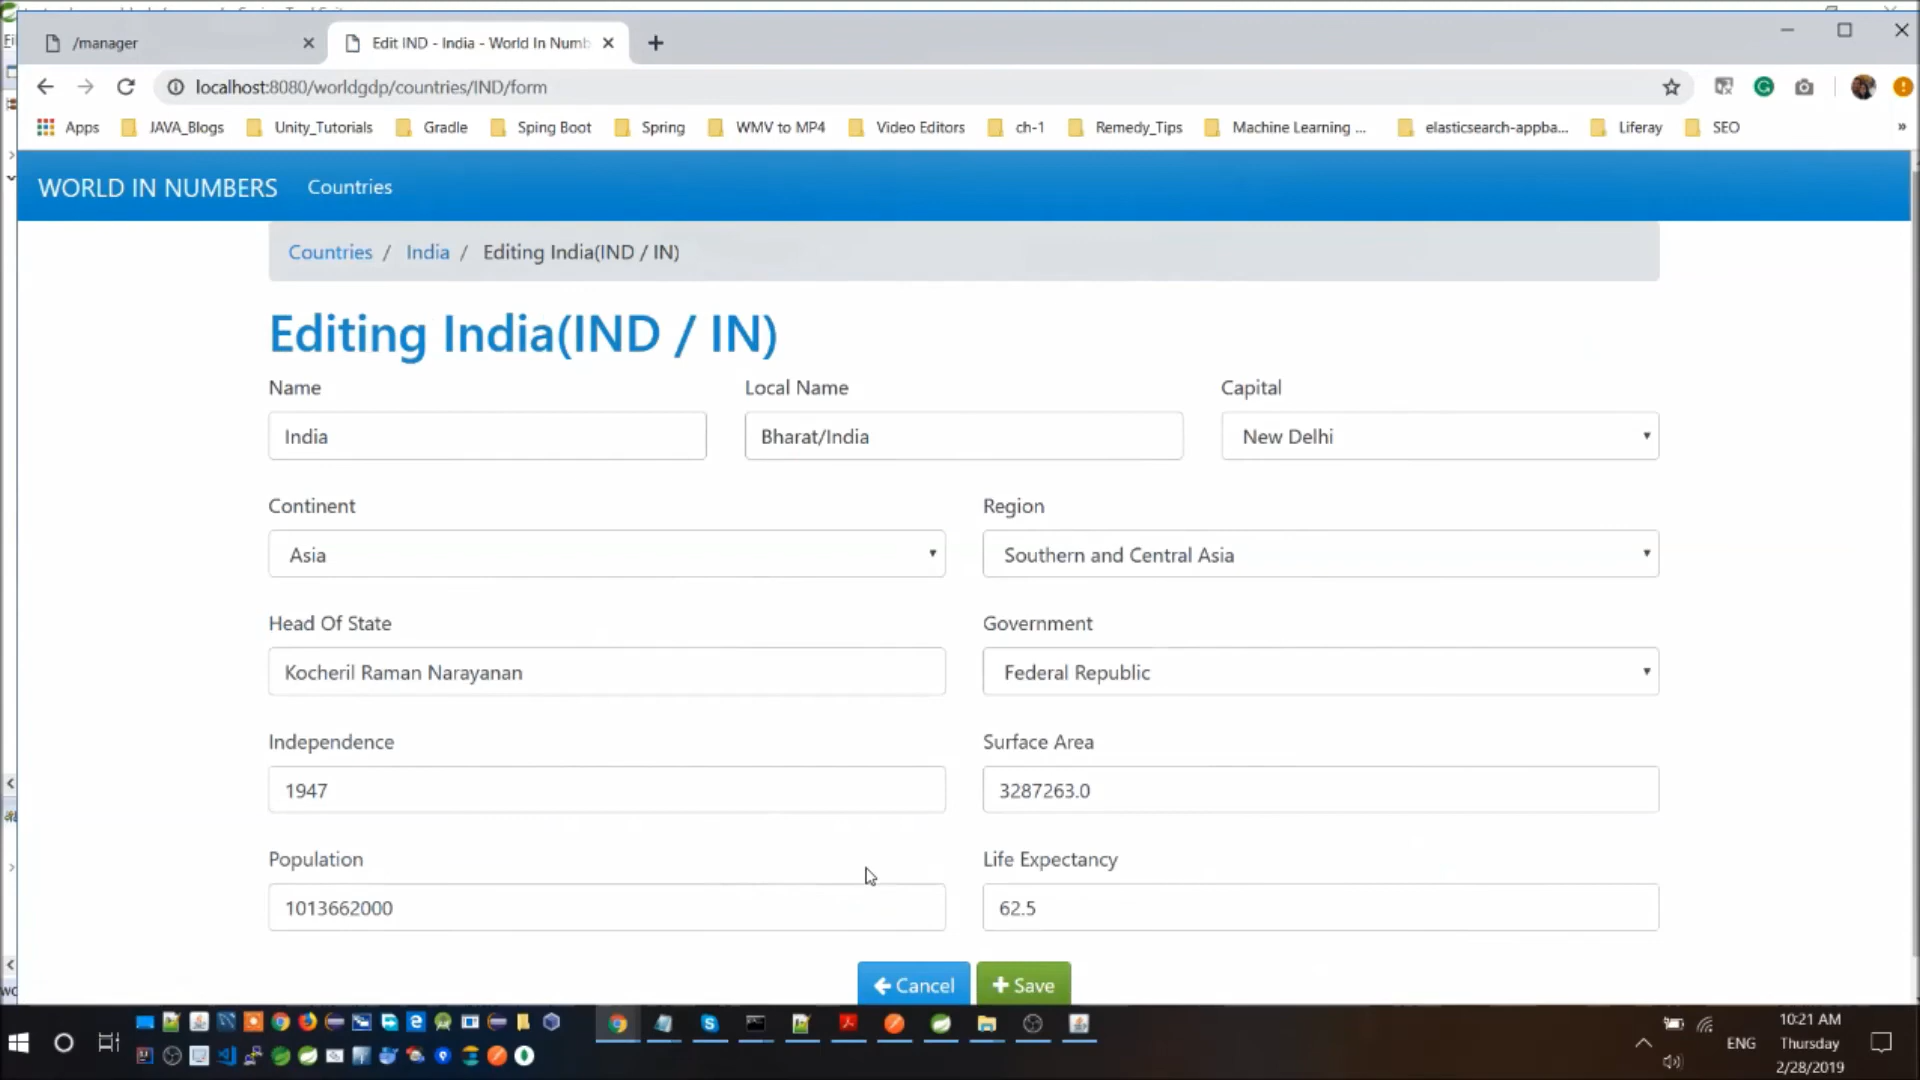 /manager
Edit IND - India - World In Numb
localhost:8080/worldgdp/countries/IND/form
Apps JAVA_Blogs Unity_Tutorials Gradle Sping Boot Spring WMV to MP4 Video Editors ch-1 Remedy_Tips Machine Learning ... elasticsearch-appba... Liferay SEO »
WORLD IN NUMBERS Countries
Countries / India / Editing India(IND / IN)
Editing India(IND / IN)
Name Local Name Capital
India Bharat/India New Delhi
Continent Region
Asia Southern and Central Asia
Head Of State Government
Kocheril Raman Narayanan Federal Republic
Independence Surface Area
1947 3287263.0
Population Life Expectancy
1013662000 62.5
Cancel + Save
10:21 AM
ENG Thursday
2/28/2019